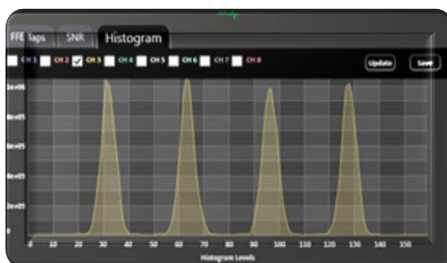 FFE Taps SNR Histogram
CH 1 CH 2 CH 3 CH 4 CH 5 CH 6 CH 7 CH 8 Update Save
1e+06
8e+05
6e+05
4e+05
2e+05
0
0 10 20 30 40 50 60 70 80 90 100 110 120 130 140 150
Histogram Levels